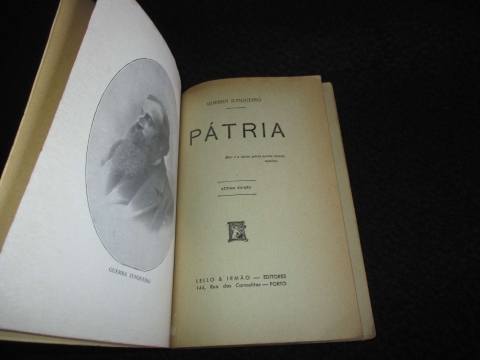 GUERRA JUNQUEIRO
GUERRA JUNQUEIRO
PÁTRIA
LELLO & IRMÃO — EDITORES
144, Rua das Carmelitas — PORTO